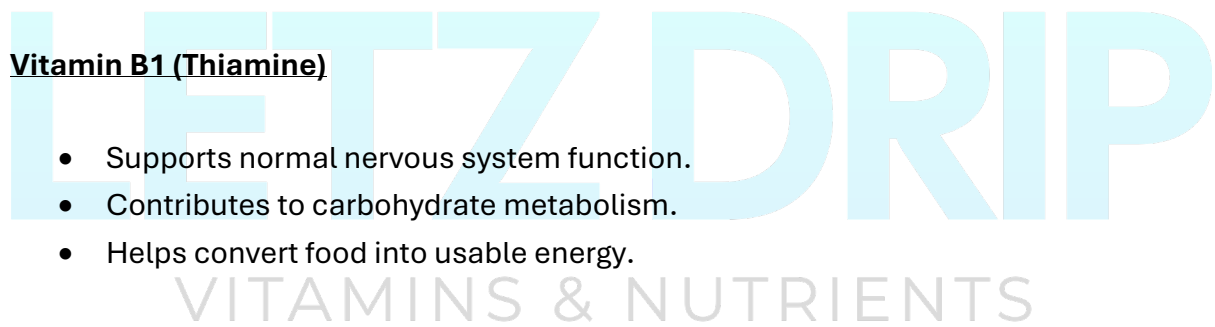 LETZ DRIP
Vitamin B1 (Thiamine)
• Supports normal nervous system function.
• Contributes to carbohydrate metabolism.
• Helps convert food into usable energy.
VITAMINS & NUTRIENTS